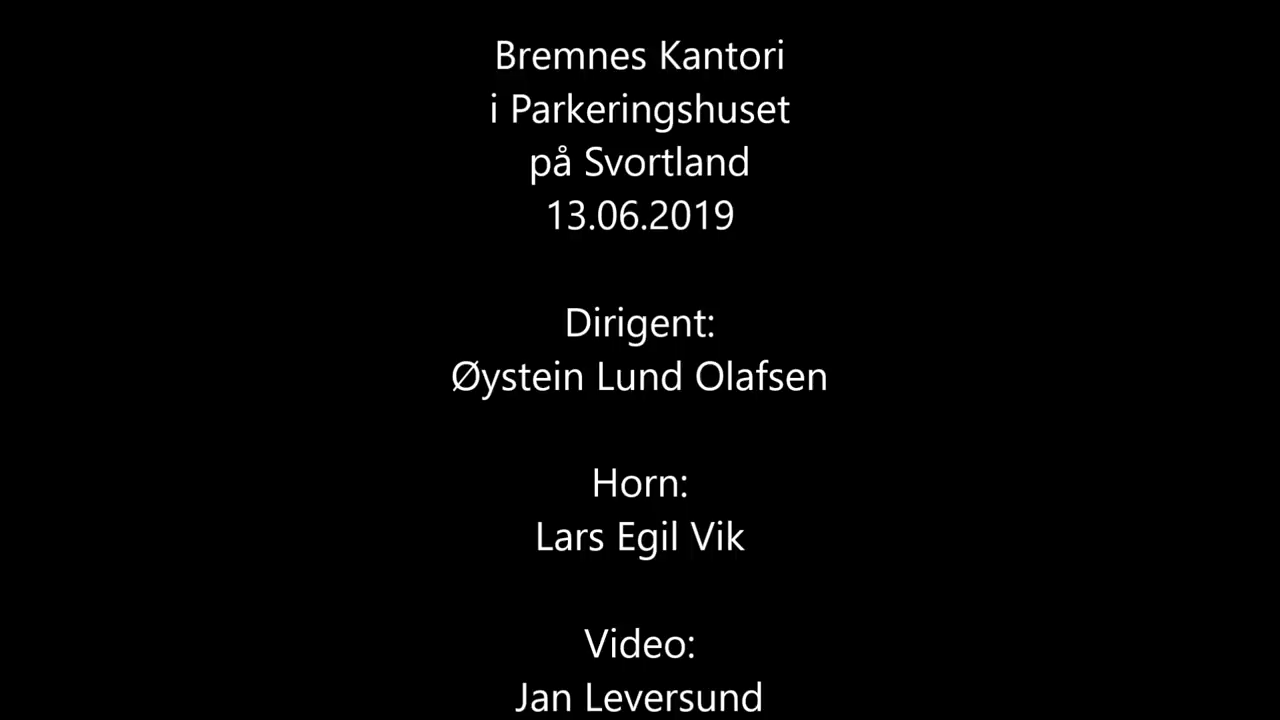 Bremnes Kantori
i Parkeringshuset
på Svortland
13.06.2019
Dirigent:
Øystein Lund Olafsen
Horn:
Lars Egil Vik
Video:
Jan Leversund